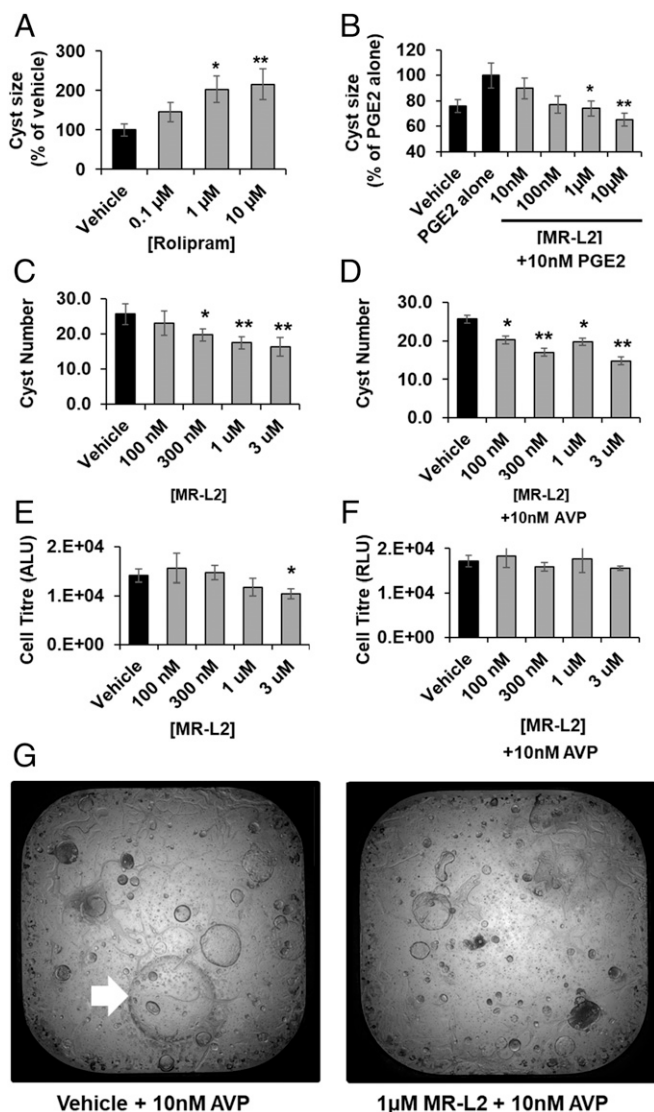 A
Cyst size
(% of vehicle)
300
200
100
0
*
**
Vehicle
0.1 µM
1 µM
10 µM
[Rolipram]
B
Cyst size
(% of PGE2 alone)
120
100
80
60
40
*
**
Vehicle
PGE2 alone
10nM
100nM
1µM
10µM
[MR-L2]
+10nM PGE2
C
Cyst Number
30.0
20.0
10.0
0.0
*
**
**
Vehicle
100 nM
300 nM
1 uM
3 uM
[MR-L2]
D
Cyst Number
30.0
20.0
10.0
0.0
*
**
*
**
Vehicle
100 nM
300 nM
1 uM
3 uM
[MR-L2]
+10nM AVP
E
Cell Titre (ALU)
2.E+04
1.E+04
0.E+00
*
Vehicle
100 nM
300 nM
1 uM
3 uM
[MR-L2]
F
Cell Titre (RLU)
2.E+04
1.E+04
0.E+00
Vehicle
100 nM
300 nM
1 uM
3 uM
[MR-L2]
+10nM AVP
G
Vehicle + 10nM AVP
1µM MR-L2 + 10nM AVP